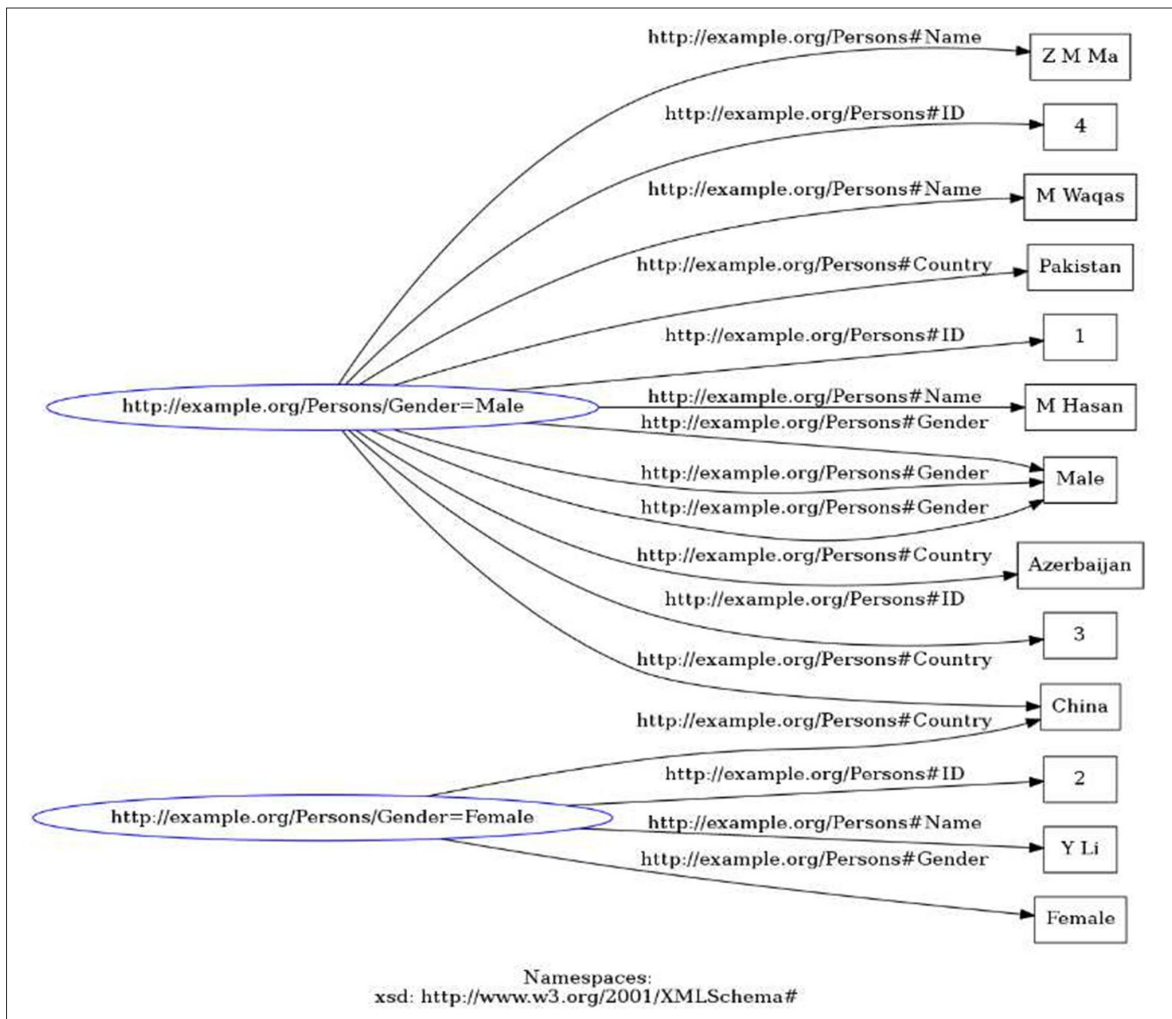 http://example.org/Persons#Name
Z M Ma
http://example.org/Persons#ID
4
http://example.org/Persons#Name
M Waqas
http://example.org/Persons#Country
Pakistan
http://example.org/Persons#ID
1
http://example.org/Persons/Gender=Male
http://example.org/Persons#Name
M Hasan
http://example.org/Persons#Gender
http://example.org/Persons#Gender
Male
http://example.org/Persons#Gender
http://example.org/Persons#Country
Azerbaijan
http://example.org/Persons#ID
3
http://example.org/Persons#Country
China
http://example.org/Persons#Country
http://example.org/Persons#ID
2
http://example.org/Persons/Gender=Female
http://example.org/Persons#Name
Y Li
http://example.org/Persons#Gender
Female
Namespaces:
xsd: http://www.w3.org/2001/XMLSchema#